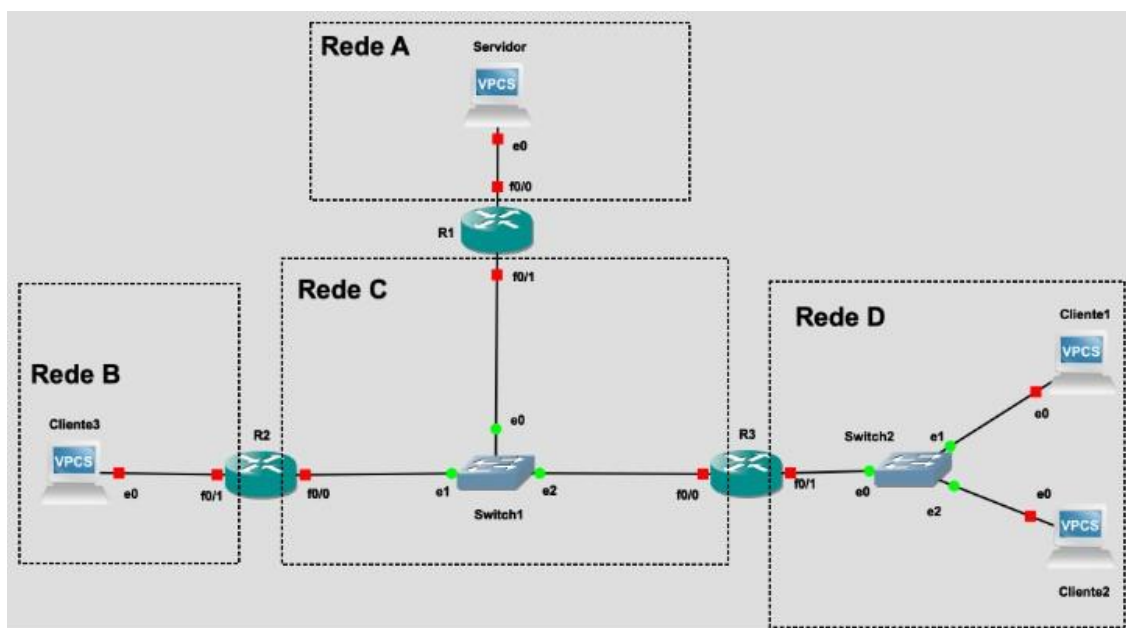 Rede A
Servidor
VPCS
e0
f0/0
R1
f0/1
Rede C
Rede D
Cliente1
VPCS
e0
Rede B
Cliente3
VPCS
e0
f0/1
R2
f0/0
e0
e1
Switch1
e2
R3
f0/0
f0/1
Switch2
e1
e0
e2
e0
VPCS
Cliente2